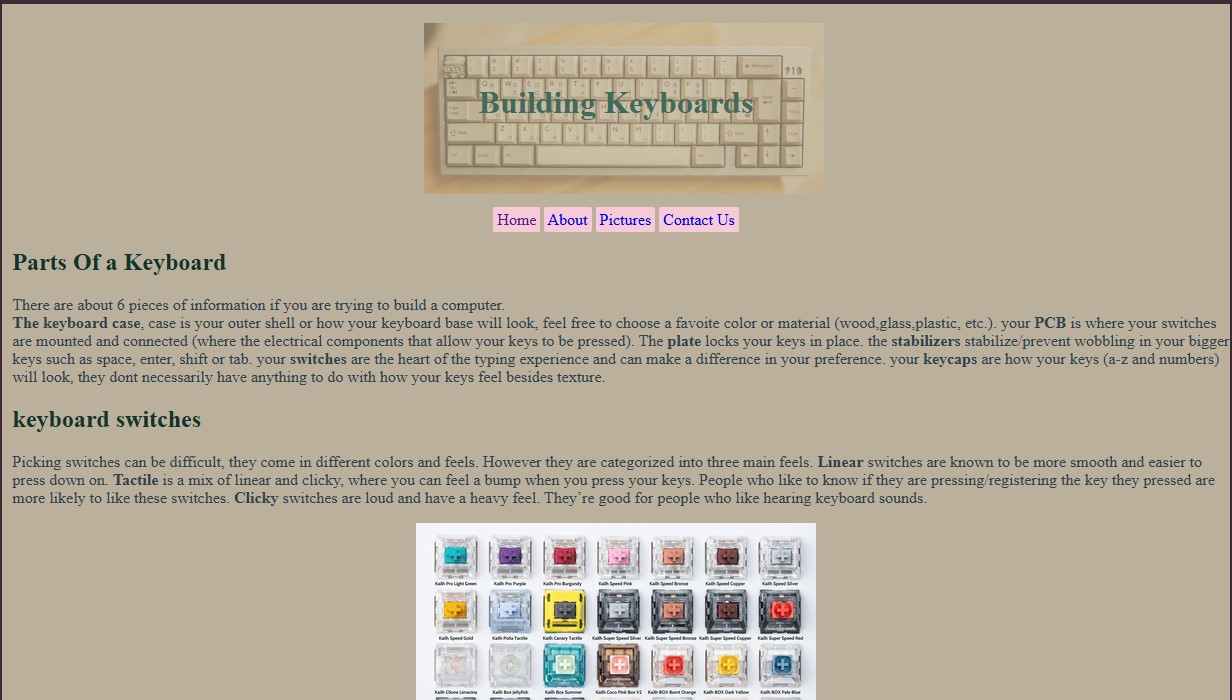 Building Keyboards
910
Home About Pictures Contact Us
Parts Of a Keyboard
There are about 6 pieces of information if you are trying to build a computer.
The keyboard case, case is your outer shell or how your keyboard base will look, feel free to choose a favoite color or material (wood,glass,plastic, etc.). your PCB is where your switches
are mounted and connected (where the electrical components that allow your keys to be pressed). The plate locks your keys in place. the stabilizers stabilize/prevent wobbling in your bigger
keys such as space, enter, shift or tab. your switches are the heart of the typing experience and can make a difference in your preference. your keycaps are how your keys (a-z and numbers)
will look, they dont necessarily have anything to do with how your keys feel besides texture.
keyboard switches
Picking switches can be difficult, they come in different colors and feels. However they are categorized into three main feels. Linear switches are known to be more smooth and easier to
press down on. Tactile is a mix of linear and clicky, where you can feel a bump when you press your keys. People who like to know if they are pressing/registering the key they pressed are
more likely to like these switches. Clicky switches are loud and have a heavy feel. They’re good for people who like hearing keyboard sounds.
Kailh Pro Light Green Kailh Pro Purple Kailh Pro Burgundy Kailh Speed Pink Kailh Speed Bronze Kailh Speed Copper Kailh Speed Silver
Kailh Speed Gold Kailh Polia Tactile Kailh Canary Tactile Kailh Super Speed Silver Kailh Super Speed Bronze Kailh Super Speed Copper Kailh Super Speed Red
Kailh Clione Limacina Kailh Box Jellyfish Kailh Box Summer Kailh Coco Pink Box V2 Kailh BOX Burnt Orange Kailh BOX Dark Yellow Kailh BOX Pale Blue